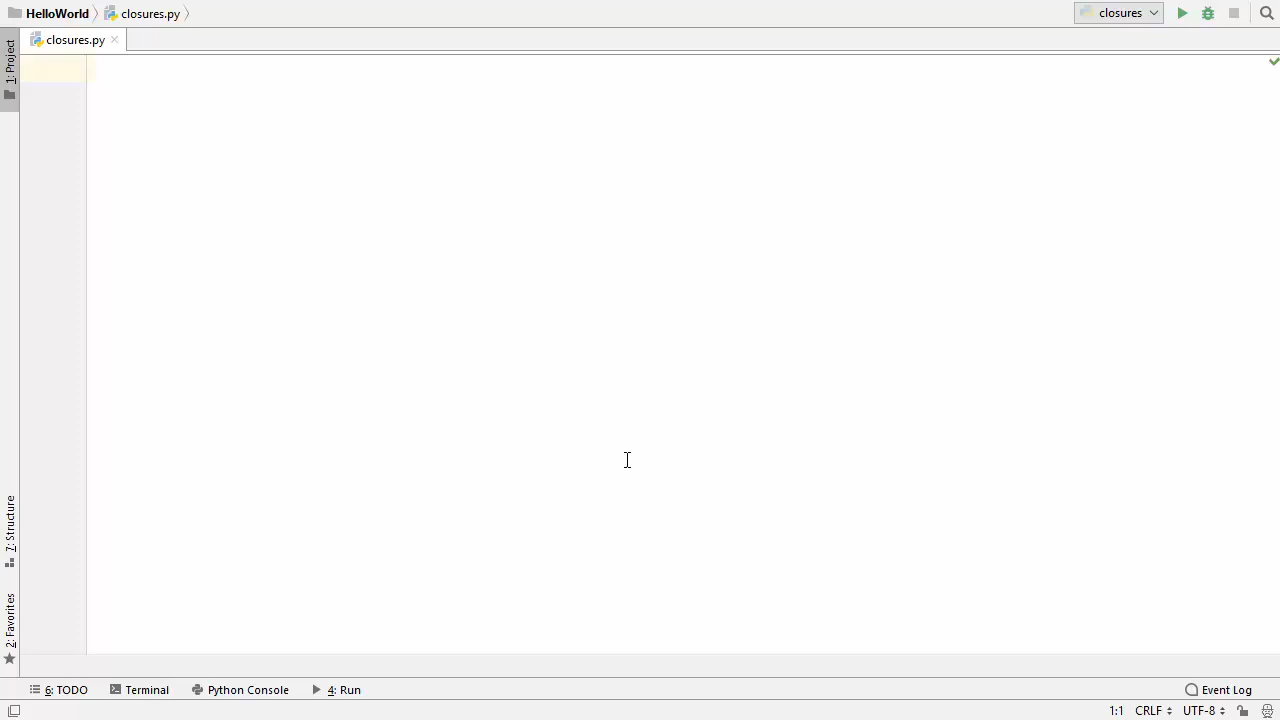 HelloWorld closures.py closures
closures.py
1: Project
7: Structure
2: Favorites
6: TODO Terminal Python Console 4: Run Event Log
1:1 CRLF UTF-8